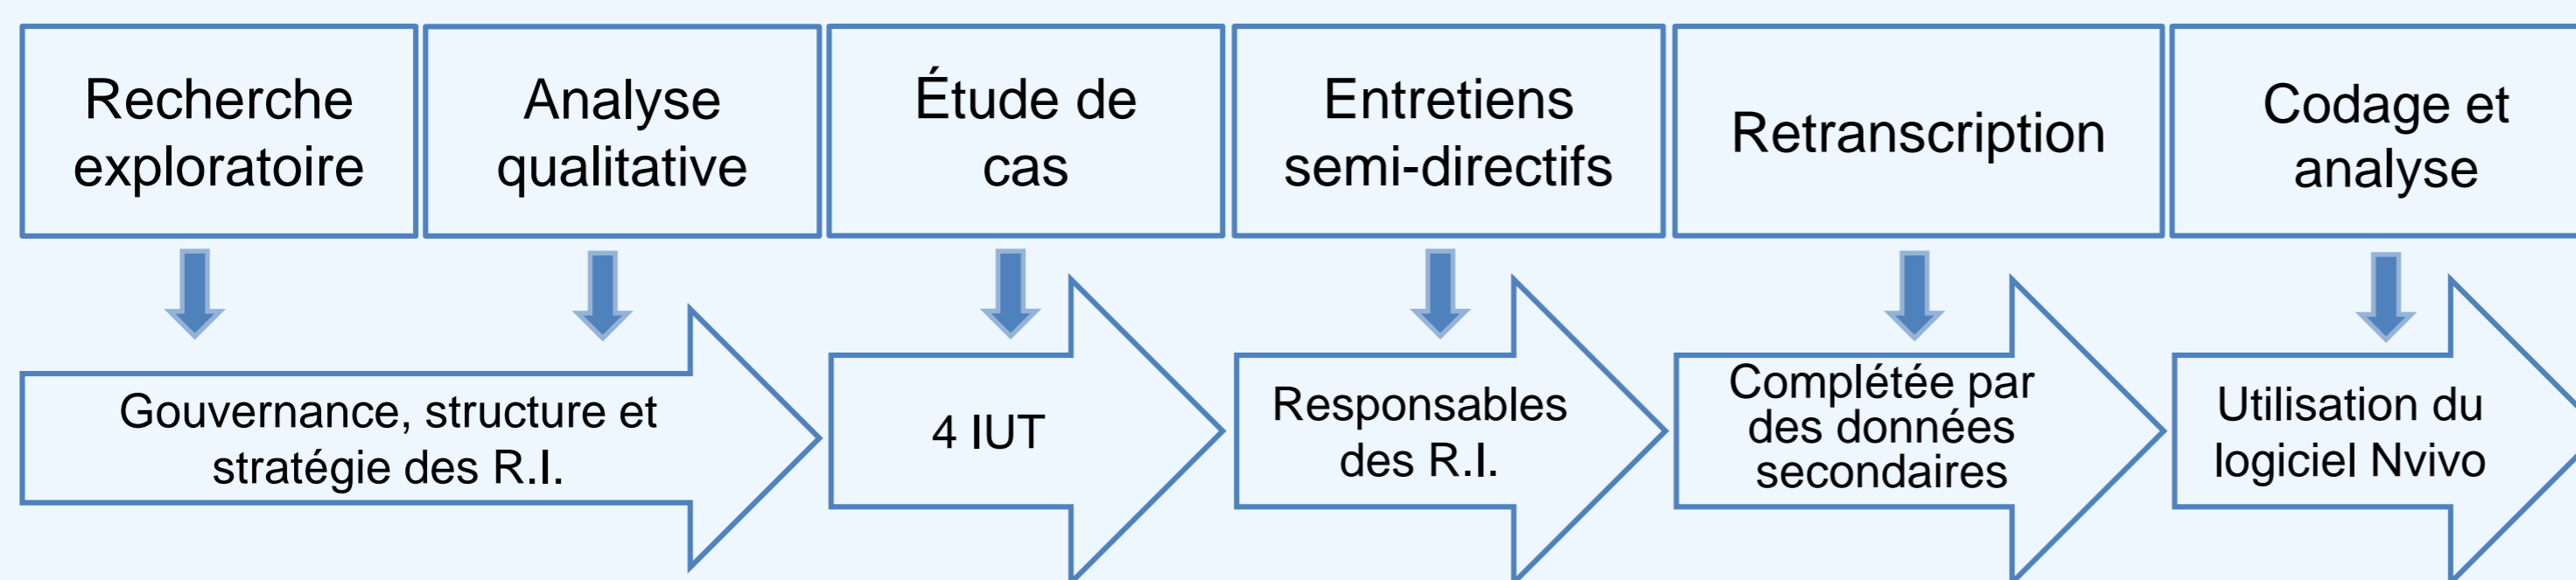 Recherche
exploratoire
Analyse
qualitative
Étude de
cas
Entretiens
semi-directifs
Retranscription
Codage et
analyse
Gouvernance, structure et
stratégie des R.I.
4 IUT
Responsables
des R.I.
Complétée par
des données
secondaires
Utilisation du
logiciel Nvivo